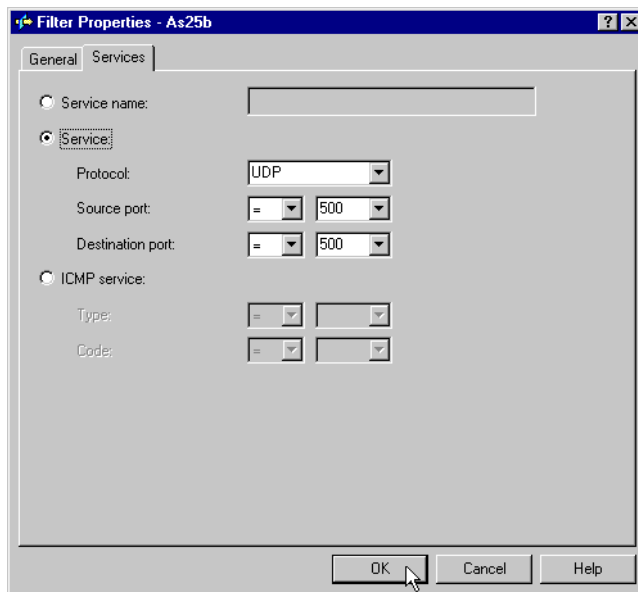 Filter Properties - As25b
General Services
Service name:
Service:
Protocol: UDP
Source port: = 500
Destination port: = 500
ICMP service:
Type: =
Code: =
OK Cancel Help